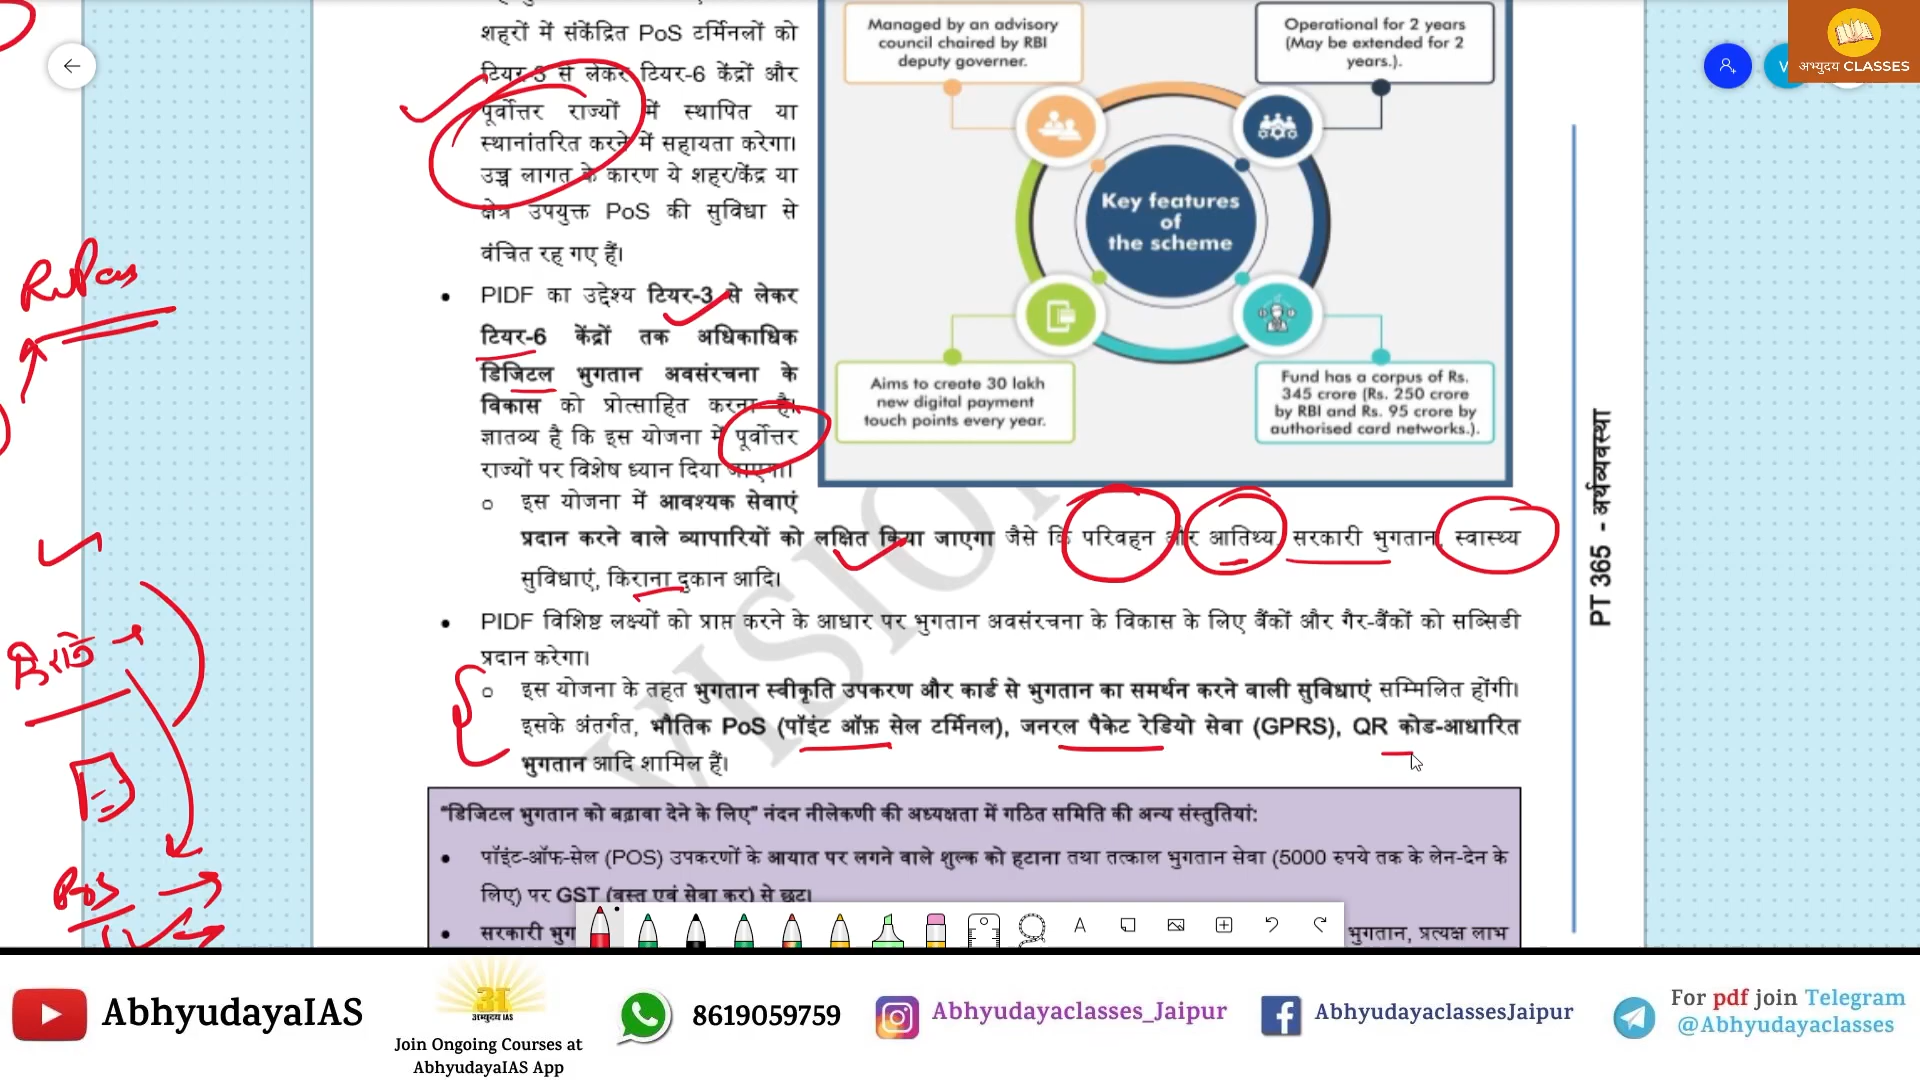 शहरों में संकेंद्रित PoS टर्मिनलों को
टियर-3 से लेकर टियर-6 केंद्रों और
पूर्वोत्तर राज्यों में स्थापित या
स्थानांतरित करने में सहायता करेगा।
उच्च लागत के कारण ये शहर/केंद्र या
क्षेत्र उपयुक्त PoS की सुविधा से
वंचित रह गए हैं।
• PIDF का उद्देश्य टियर-3 से लेकर
टियर-6 केंद्रों तक अधिकाधिक
डिजिटल भुगतान अवसंरचना के
विकास को प्रोत्साहित करना है।
ज्ञातव्य है कि इस योजना में पूर्वोत्तर
राज्यों पर विशेष ध्यान दिया जाएगा।
o इस योजना में आवश्यक सेवाएं
प्रदान करने वाले व्यापारियों को लक्षित किया जाएगा जैसे कि परिवहन और आतिथ्य, सरकारी भुगतान, स्वास्थ्य
सुविधाएं, किराना दुकान आदि।
• PIDF विशिष्ट लक्ष्यों को प्राप्त करने के आधार पर भुगतान अवसंरचना के विकास के लिए बैंकों और गैर-बैंकों को सब्सिडी
प्रदान करेगा।
o इस योजना के तहत भुगतान स्वीकृति उपकरण और कार्ड से भुगतान का समर्थन करने वाली सुविधाएं सम्मिलित होंगी।
इसके अंतर्गत, भौतिक PoS (पॉइंट ऑफ़ सेल टर्मिनल), जनरल पैकेट रेडियो सेवा (GPRS), QR कोड-आधारित
भुगतान आदि शामिल हैं।
Managed by an advisory
council chaired by RBI
deputy governer.
Operational for 2 years
(May be extended for 2
years.).
Key features
of
the scheme
Aims to create 30 lakh
new digital payment
touch points every year.
Fund has a corpus of Rs.
345 crore (Rs. 250 crore
by RBI and Rs. 95 crore by
authorised card networks.).
"डिजिटल भुगतान को बढ़ावा देने के लिए" नंदन नीलेकणी की अध्यक्षता में गठित समिति की अन्य संस्तुतियां:
• पॉइंट-ऑफ-सेल (POS) उपकरणों के आयात पर लगने वाले शुल्क को हटाना तथा तत्काल भुगतान सेवा (5000 रुपये तक के लेन-देन के
लिए) पर GST (वस्तु एवं सेवा कर) से छूट।
• सरकारी भुग
भुगतान, प्रत्यक्ष लाभ
PT 365 - अर्थव्यवस्था
VISION
PoS
अभ्युदय CLASSES
AbhyudayaIAS
अभ्युदय IAS
Join Ongoing Courses at
AbhyudayaIAS App
8619059759
Abhyudayaclasses_Jaipur
AbhyudayaclassesJaipur
For pdf join Telegram
@Abhyudayaclasses